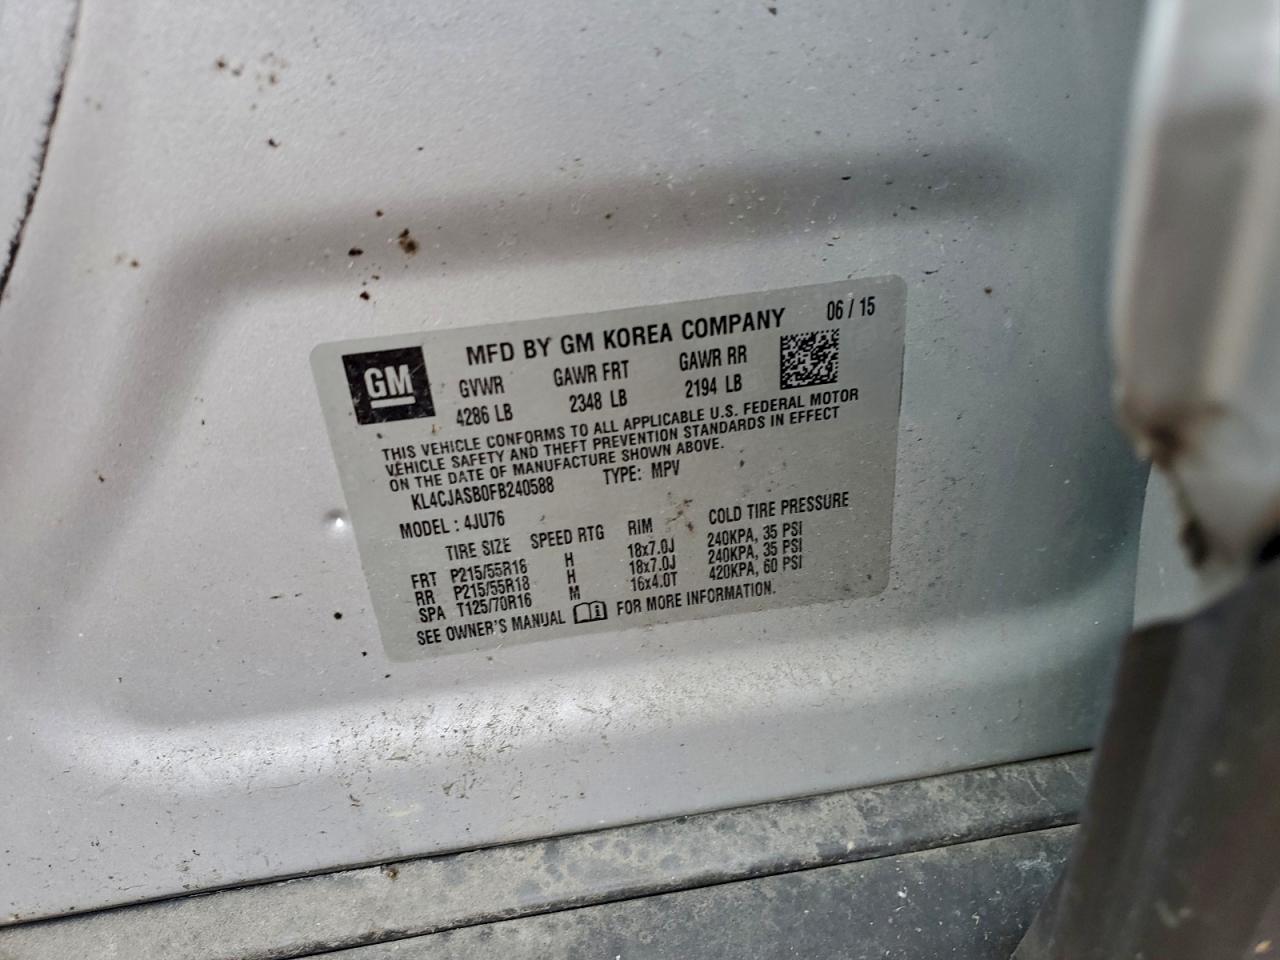 GM
MFD BY GM KOREA COMPANY 06 / 15
GVWR GAWR FRT GAWR RR
4286 LB 2348 LB 2194 LB
THIS VEHICLE CONFORMS TO ALL APPLICABLE U.S. FEDERAL MOTOR
VEHICLE SAFETY AND THEFT PREVENTION STANDARDS IN EFFECT
ON THE DATE OF MANUFACTURE SHOWN ABOVE.
KL4CJASB0FB240588 TYPE: MPV
MODEL : 4JU76
TIRE SIZE SPEED RTG RIM COLD TIRE PRESSURE
FRT P215/55R18 H 18x7.0J 240KPA, 35 PSI
RR P215/55R18 H 18x7.0J 240KPA, 35 PSI
SPA T125/70R16 M 16x4.0T 420KPA, 60 PSI
SEE OWNER'S MANUAL FOR MORE INFORMATION.